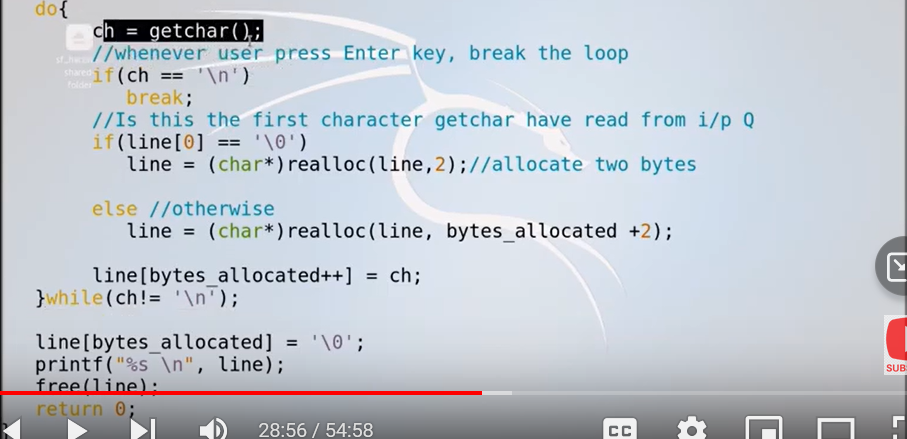 do{
ch = getchar();
//whenever user press Enter key, break the loop
if(ch == '\n')
break;
//Is this the first character getchar have read from i/p Q
if(line[0] == '\0')
line = (char*)realloc(line,2);//allocate two bytes
else //otherwise
line = (char*)realloc(line, bytes_allocated +2);
line[bytes_allocated++] = ch;
}while(ch!= '\n');
line[bytes_allocated] = '\0';
printf("%s \n", line);
free(line);
return 0;
SUBS
28:56 / 54:58
CC